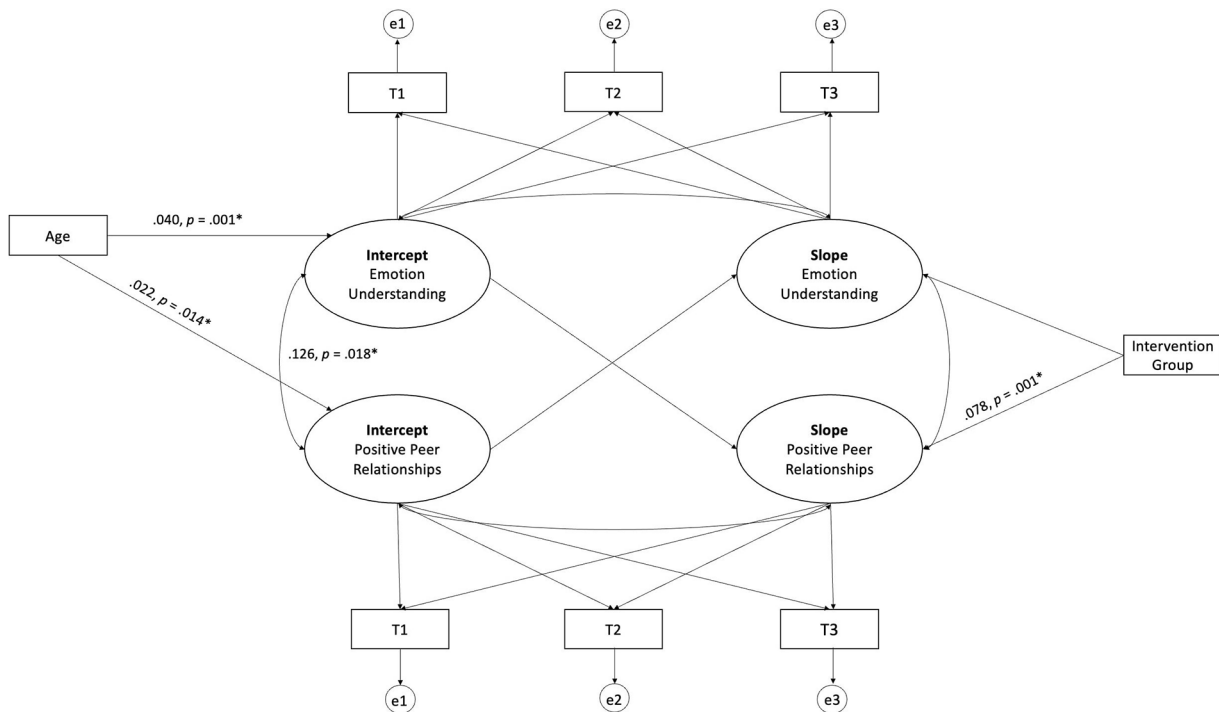 e1
e2
e3
T1
T2
T3
Age
.040, p = .001*
Intercept
Emotion
Understanding
Slope
Emotion
Understanding
.022, p = .014*
.126, p = .018*
Intervention
Group
.078, p = .001*
Intercept
Positive Peer
Relationships
Slope
Positive Peer
Relationships
T1
T2
T3
e1
e2
e3